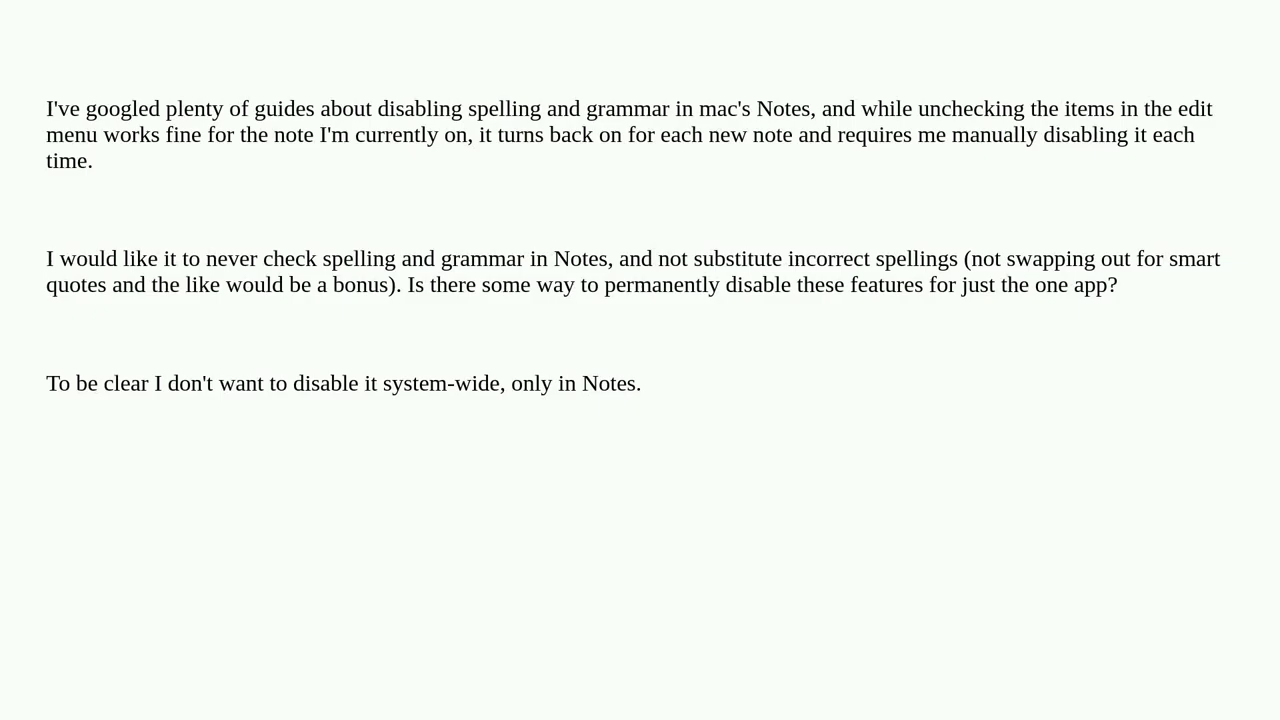 I've googled plenty of guides about disabling spelling and grammar in mac's Notes, and while unchecking the items in the edit
menu works fine for the note I'm currently on, it turns back on for each new note and requires me manually disabling it each
time.
I would like it to never check spelling and grammar in Notes, and not substitute incorrect spellings (not swapping out for smart
quotes and the like would be a bonus). Is there some way to permanently disable these features for just the one app?
To be clear I don't want to disable it system-wide, only in Notes.